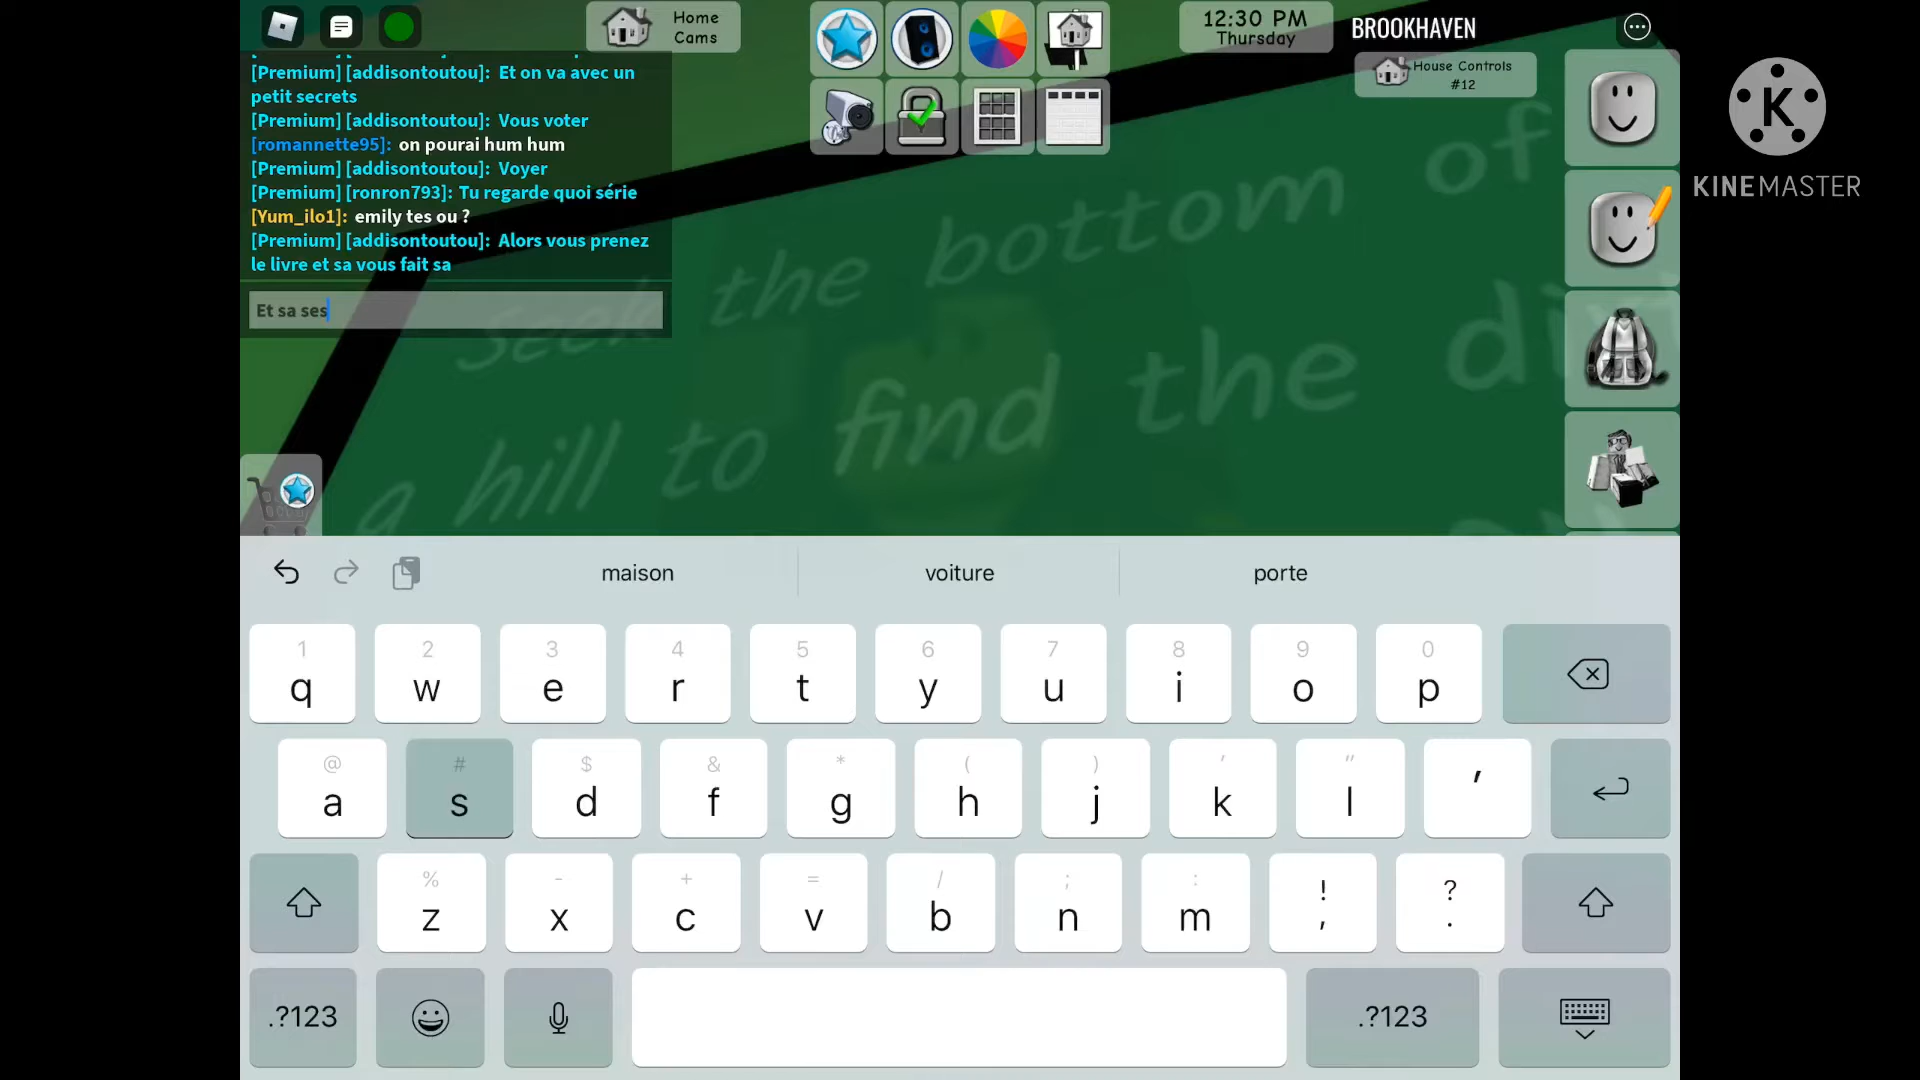 Home
Cams
12:30 PM
Thursday
BROOKHAVEN
House Controls
#12
KINEMASTER
[Premium] [addisontoutou]: Et on va avec un
petit secrets
[Premium] [addisontoutou]: Vous voter
[romannette95]: on pourai hum hum
[Premium] [addisontoutou]: Voyer
[Premium] [ronron793]: Tu regarde quoi série
[Yum_ilo1]: emily tes ou ?
[Premium] [addisontoutou]: Alors vous prenez
le livre et sa vous fait sa
Et sa ses
Seek the bottom of
a hill to find the
maison voiture porte
1 2 3 4 5 6 7 8 9 0
q w e r t y u i o p
@ # $ & * ( ) ' "
a s d f g h j k l '
% - + = / ; : ! ?
z x c v b n m , .
.?123 .?123